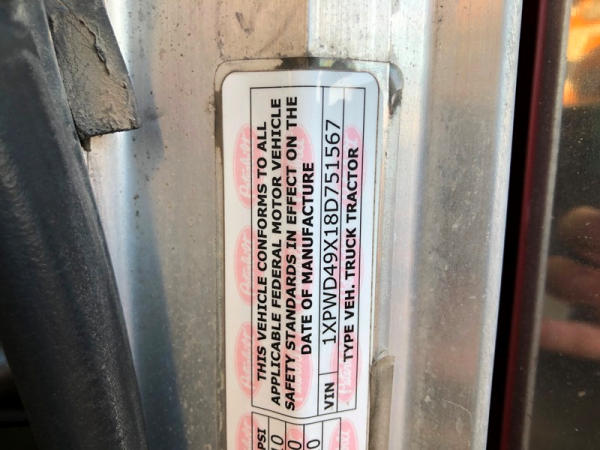 THIS VEHICLE CONFORMS TO ALL
APPLICABLE FEDERAL MOTOR VEHICLE
SAFETY STANDARDS IN EFFECT ON THE
DATE OF MANUFACTURE
VIN 1XPWD49X18D751567
TYPE VEH. TRUCK TRACTOR
PSI
Peterbilt